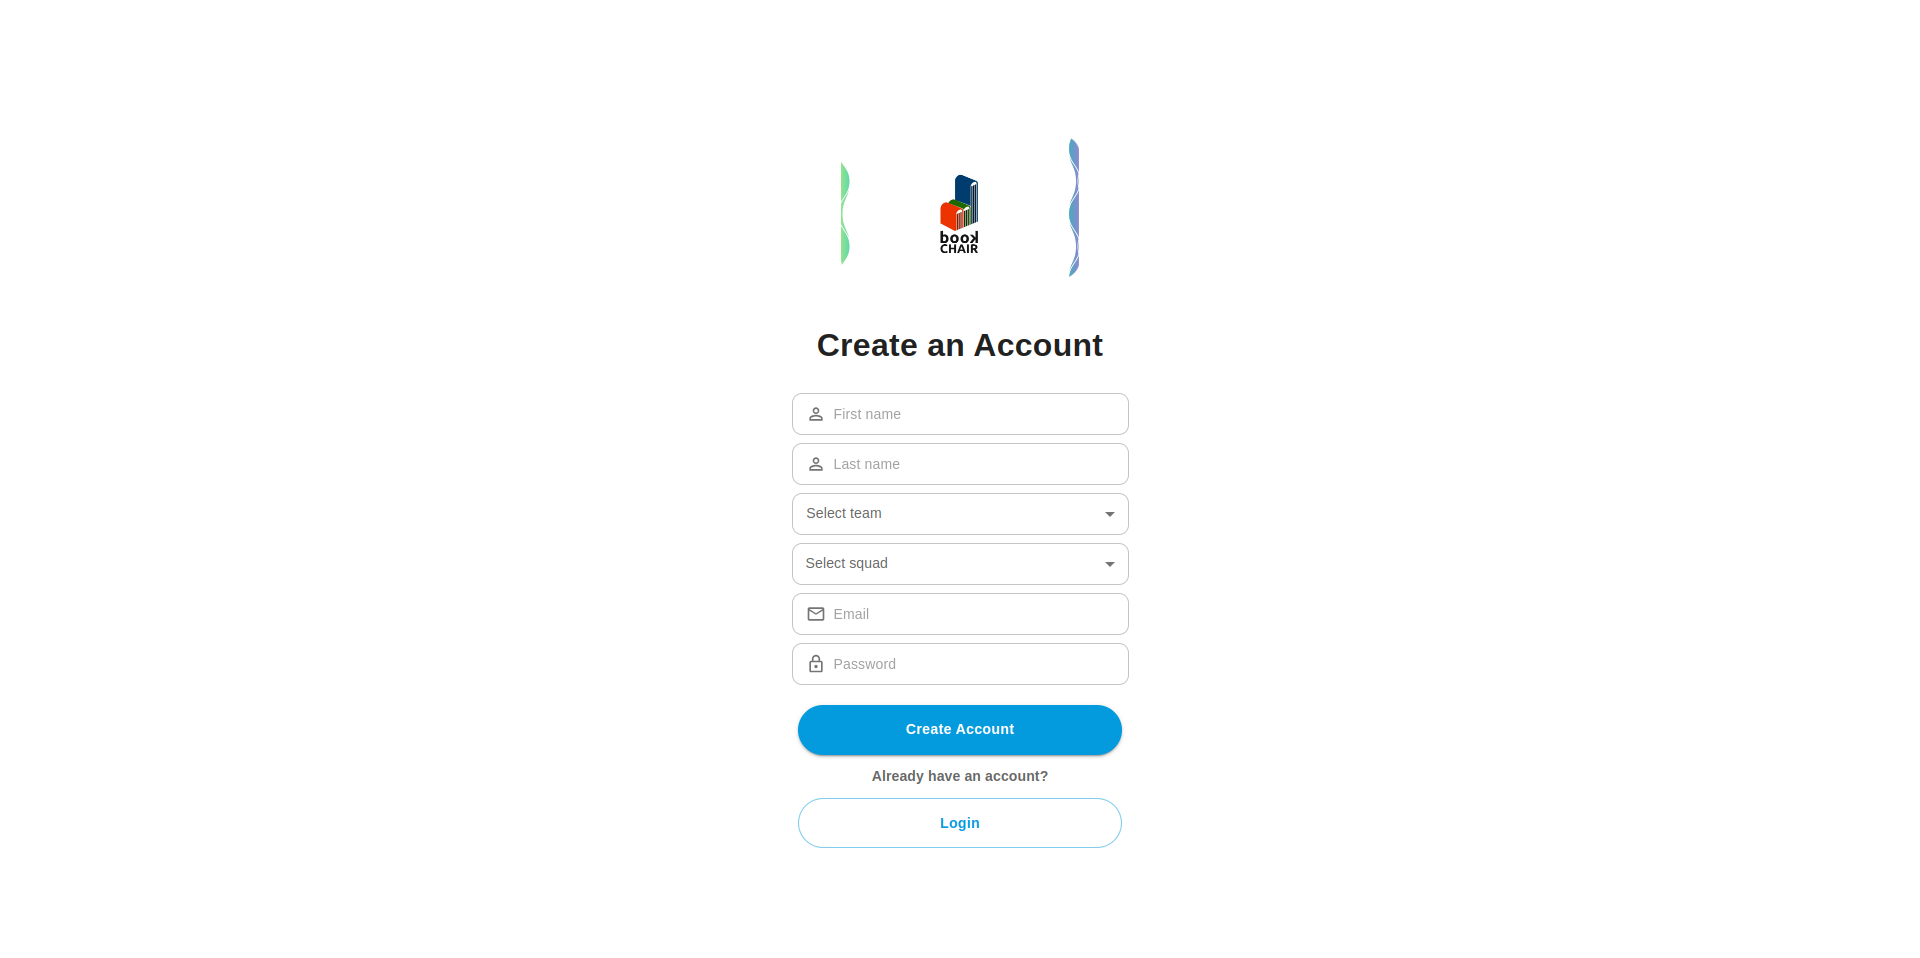 book
CHAIR
Create an Account
First name
Last name
Select team
Select squad
Email
Password
Create Account
Already have an account?
Login